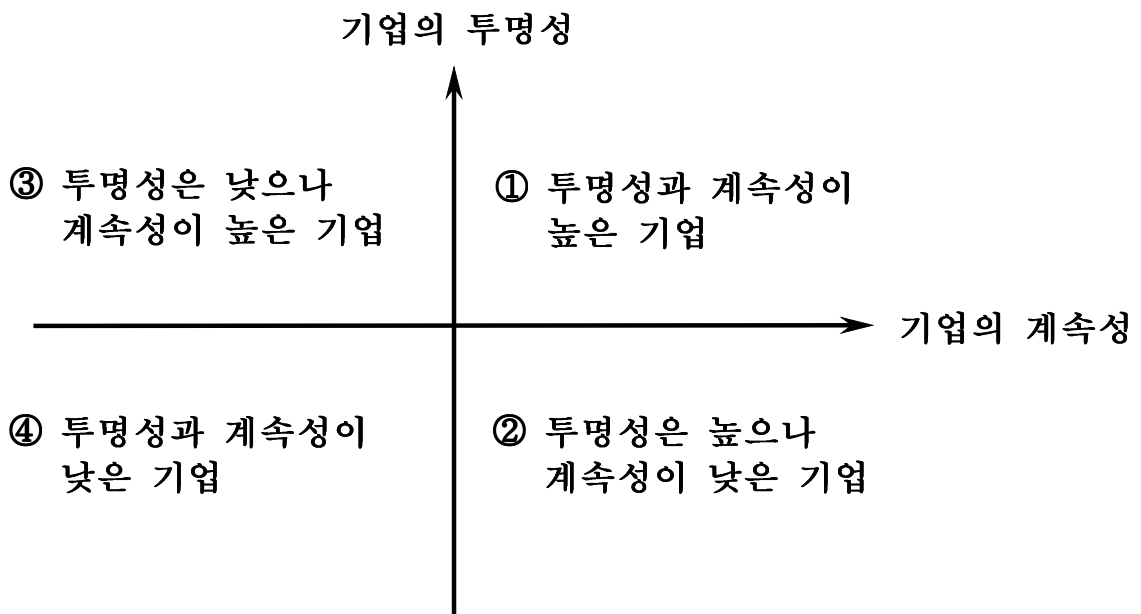 기업의 투명성
③ 투명성은 낮으나
계속성이 높은 기업
① 투명성과 계속성이
높은 기업
기업의 계속성
④ 투명성과 계속성이
낮은 기업
② 투명성은 높으나
계속성이 낮은 기업